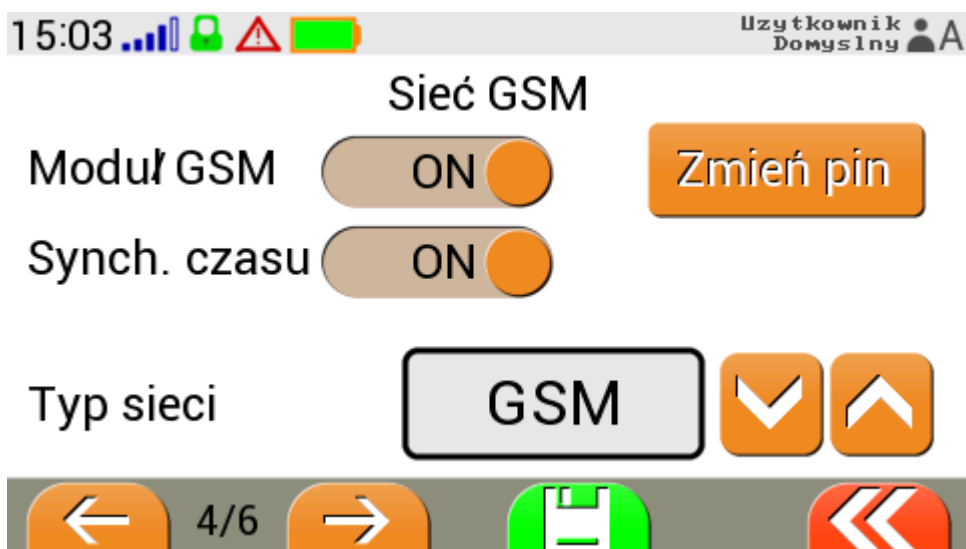 15:03
Uzytkownik
Domyslny
A
Sieć GSM
Moduł GSM
ON
Zmień pin
Synch. czasu
ON
Typ sieci
GSM
4/6